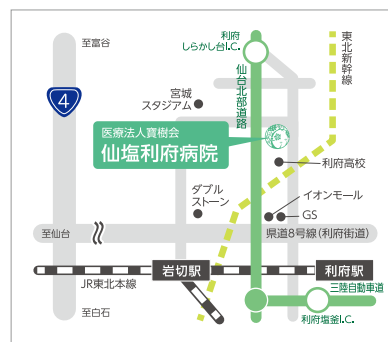 至富谷
利府
しらかし台I.C.
東北新幹線
4
仙台北部道路
宮城
スタジアム
医療法人寶樹会
仙塩利府病院
利府高校
ダブル
ストーン
イオンモール
GS
至仙台
県道8号線(利府街道)
岩切駅
利府駅
JR東北本線
三陸自動車道
至白石
利府塩釜I.C.